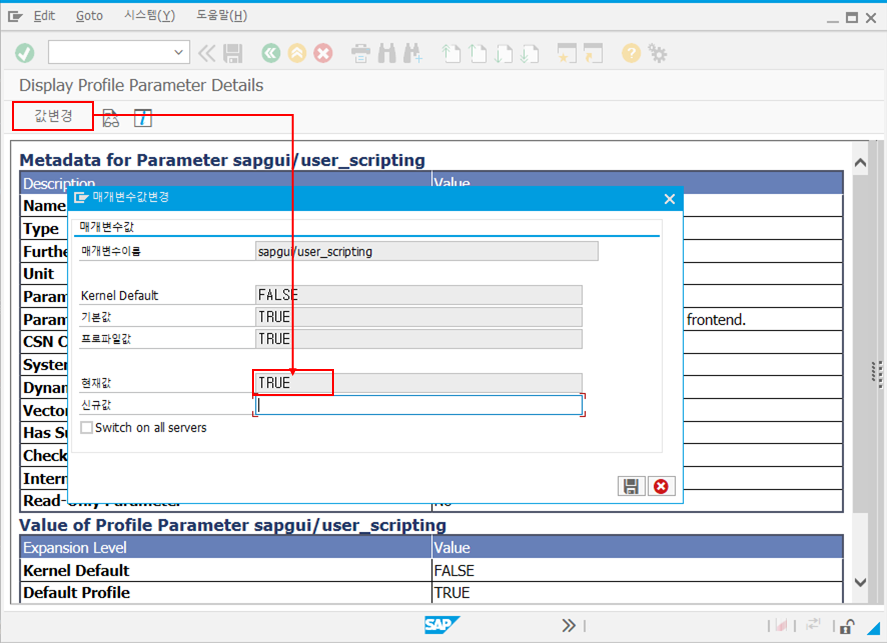 Edit Goto 시스템(Y) 도움말(H)
Display Profile Parameter Details
값변경
Metadata for Parameter sapgui/user_scripting
Description Value
매개변수값변경
Name
Type
매개변수값
Furthe
매개변수이름 sapgui/user_scripting
Unit
Param
Kernel Default FALSE
Param
기본값 TRUE
frontend.
CSN C
프로파일값 TRUE
System
Dynam
현재값 TRUE
Vector
신규값
Has Su
Switch on all servers
Check
Intern
Read-Only Parameter No
Value of Profile Parameter sapgui/user_scripting
Expansion Level Value
Kernel Default FALSE
Default Profile TRUE
SAP